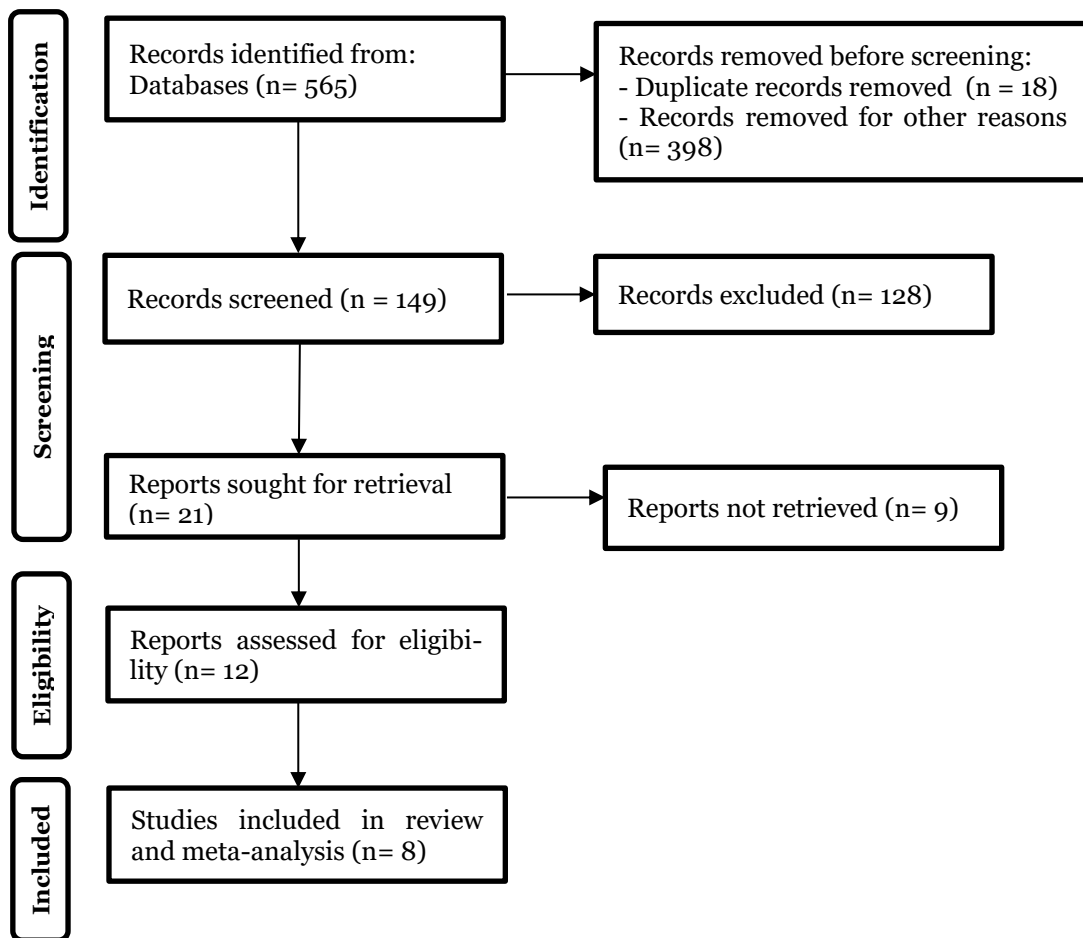 Identification
Records identified from:
Databases (n= 565)
Records removed before screening:
- Duplicate records removed (n = 18)
- Records removed for other reasons
(n= 398)
Screening
Records screened (n = 149)
Records excluded (n= 128)
Reports sought for retrieval
(n= 21)
Reports not retrieved (n= 9)
Eligibility
Reports assessed for eligibi-
lity (n= 12)
Included
Studies included in review
and meta-analysis (n= 8)